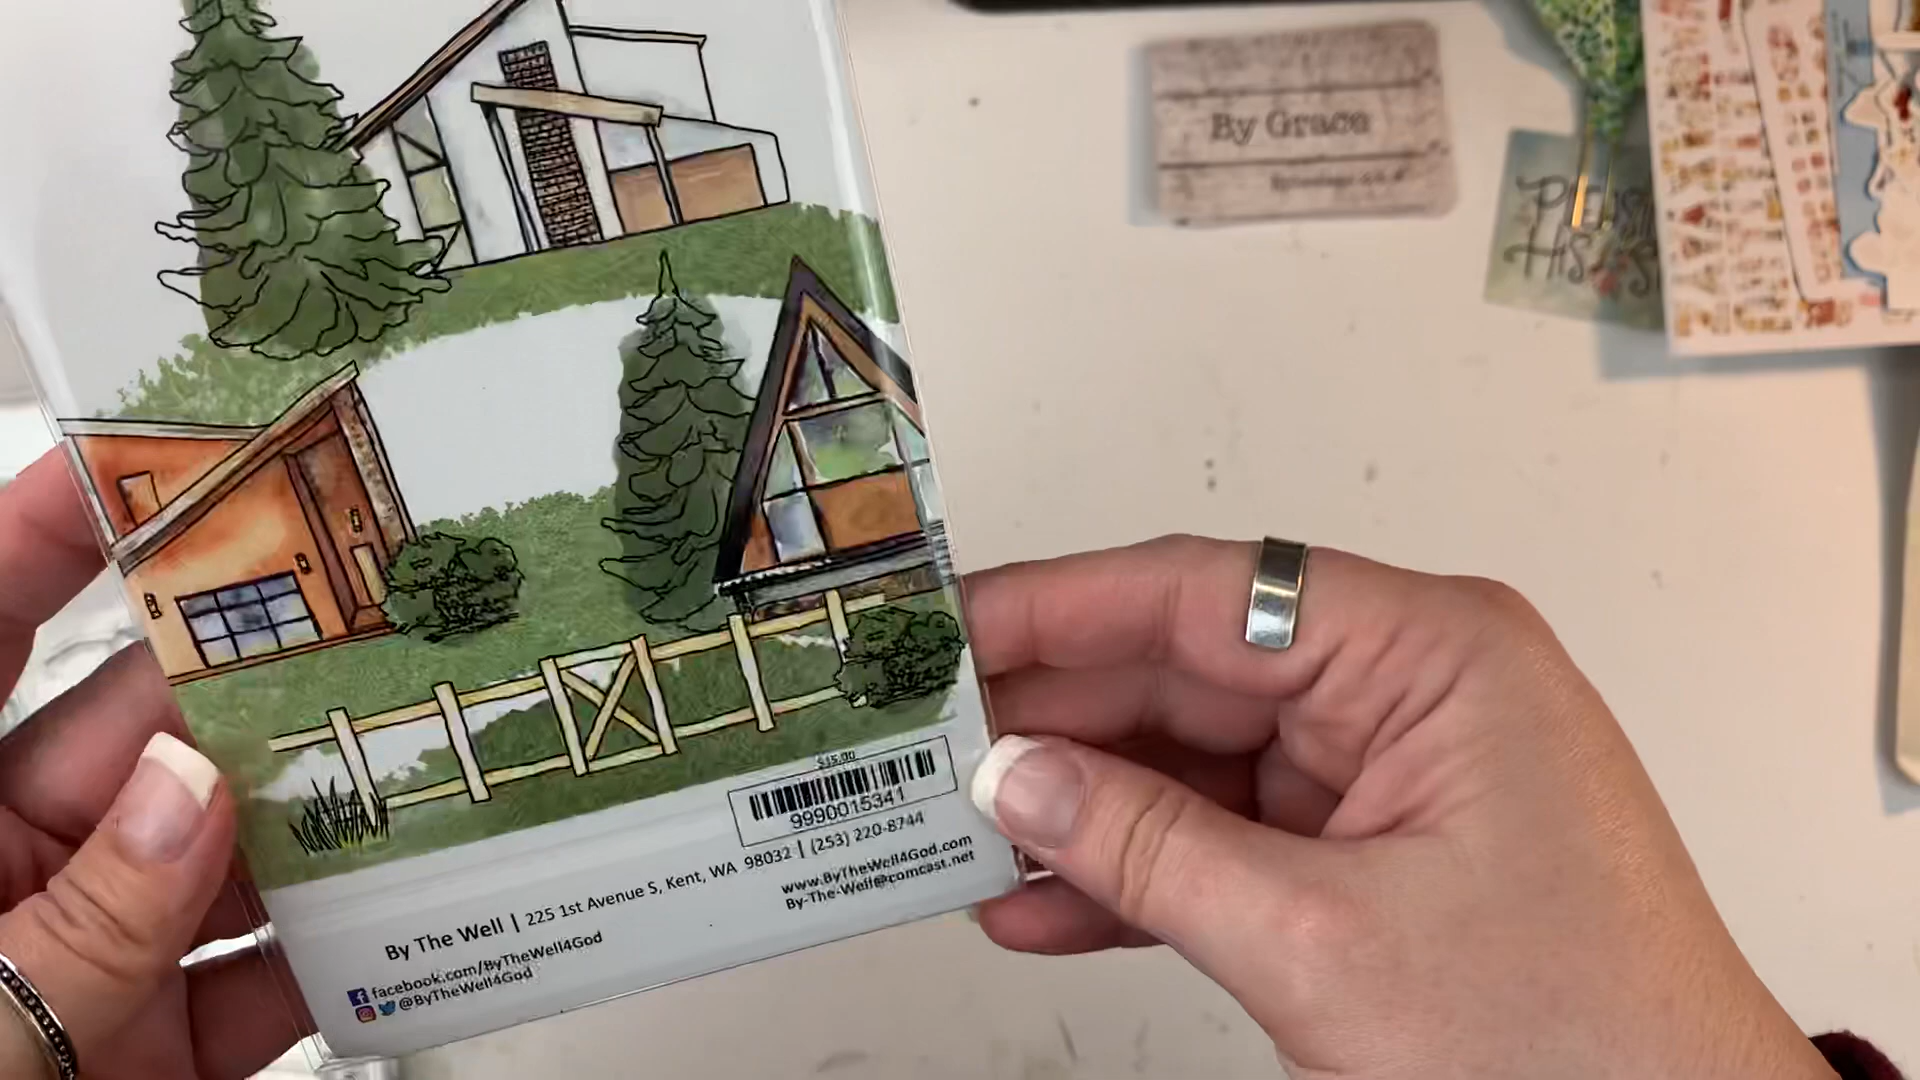 By Grace
$15.00
9990015341
By The Well | 225 1st Avenue S, Kent, WA 98032 | (253) 220-8744
facebook.com/ByTheWell4God
@ByTheWell4God
www.ByTheWell4God.com
By-The-Well@comcast.net